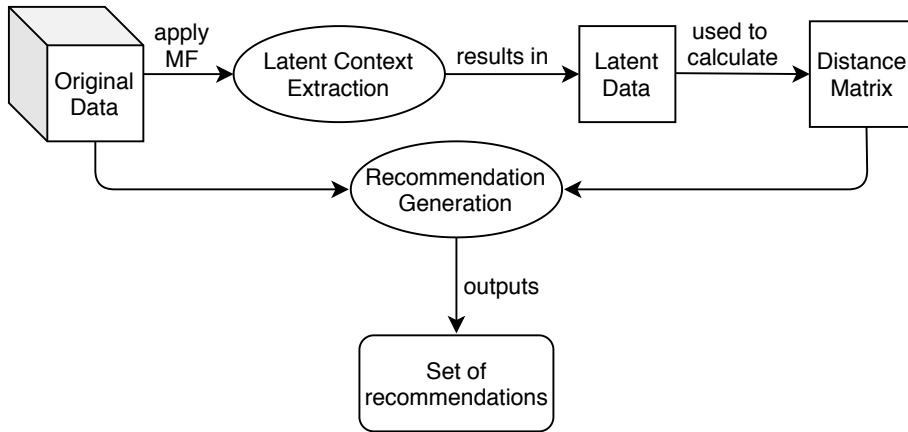 Original
Data
apply
MF
Latent Context
Extraction
results in
Latent
Data
used to
calculate
Distance
Matrix
Recommendation
Generation
outputs
Set of
recommendations